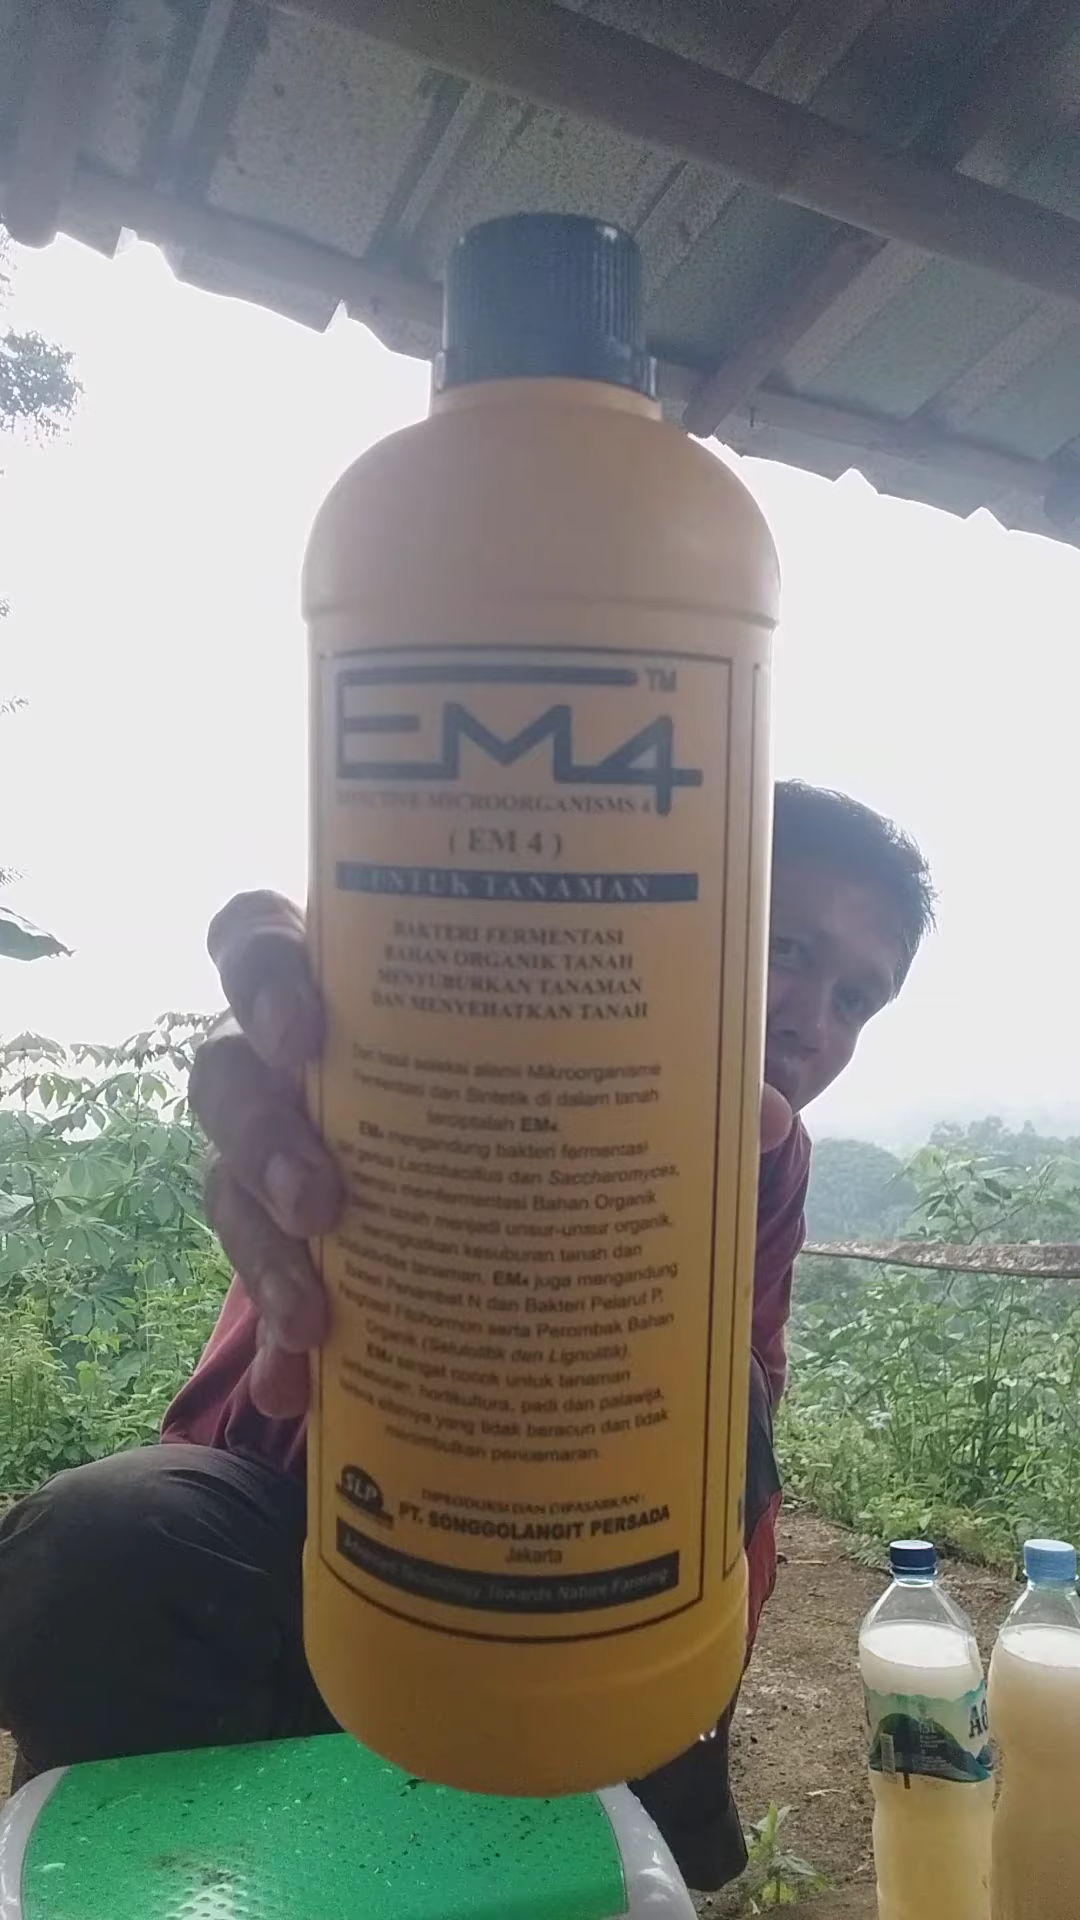 EM4 TM
EFFECTIVE MICROORGANISMS 4
( EM 4 )
UNTUK TANAMAN
BAKTERI FERMENTASI
BAHAN ORGANIK TANAH
MENYUBURKAN TANAMAN
DAN MENYEHATKAN TANAH
Dari hasil seleksi alami Mikroorganisme
Fermentasi dan Sintetik di dalam tanah
terciptalah EM4.
EM4 mengandung bakteri fermentasi
dari genus Lactobacillus dan Saccharomyces,
memfermentasi Bahan Organik
dalam tanah menjadi unsur-unsur organik,
meningkatkan kesuburan tanah dan
produktivitas tanaman, EM4 juga mengandung
Bakteri Penambat N dan Bakteri Pelarut P,
Penghasil Fitohormon serta Perombak Bahan
Organik (Selulolitik dan Lignolitik).
EM4 sangat cocok untuk tanaman
perkebunan, hortikultura, padi dan palawija,
karena sifatnya yang tidak beracun dan tidak
menimbulkan pencemaran.
SLP
DIPRODUKSI DAN DIPASARKAN :
PT. SONGGOLANGIT PERSADA
Jakarta
Advanced Technology Towards Nature Farming